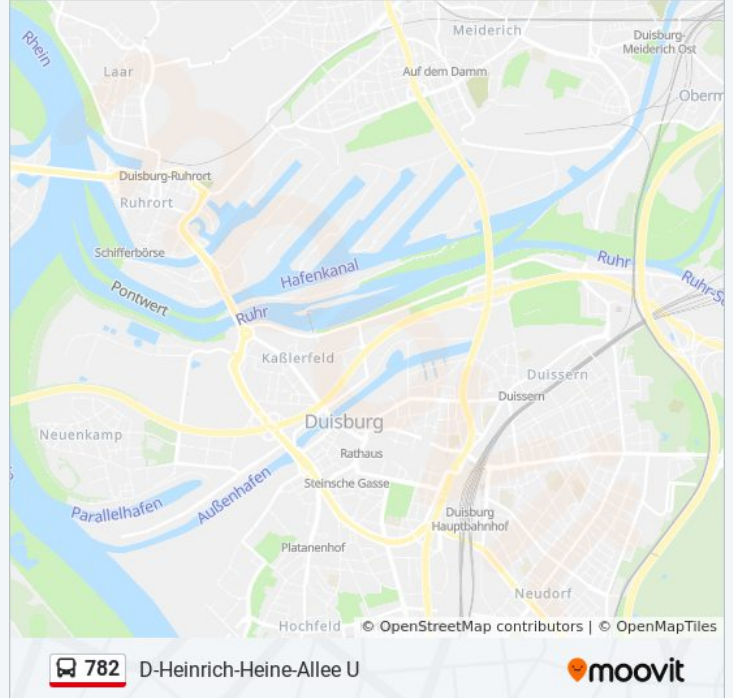 Meiderich
Duisburg-
Meiderich Ost
Rhein
Laar
Auf dem Damm
Oberm
Duisburg-Ruhrort
Ruhrort
Schifferbörse
Hafenkanal
Ruhr
Pontwert
Ruhr
Kaßlerfeld
Duissern
Duissern
Duisburg
Neuenkamp
Rathaus
Steinsche Gasse
Außenhafen
Parallelhafen
Duisburg
Hauptbahnhof
Platanenhof
Neudorf
Hochfeld
© OpenStreetMap contributors | © OpenMapTiles
782 D-Heinrich-Heine-Allee U
moovit